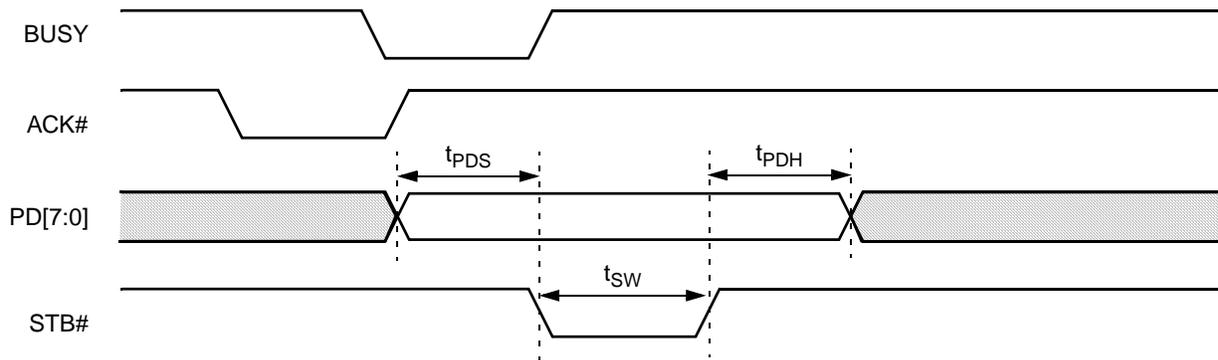 BUSY
ACK#
tPDS
tPDH
PD[7:0]
tSW
STB#